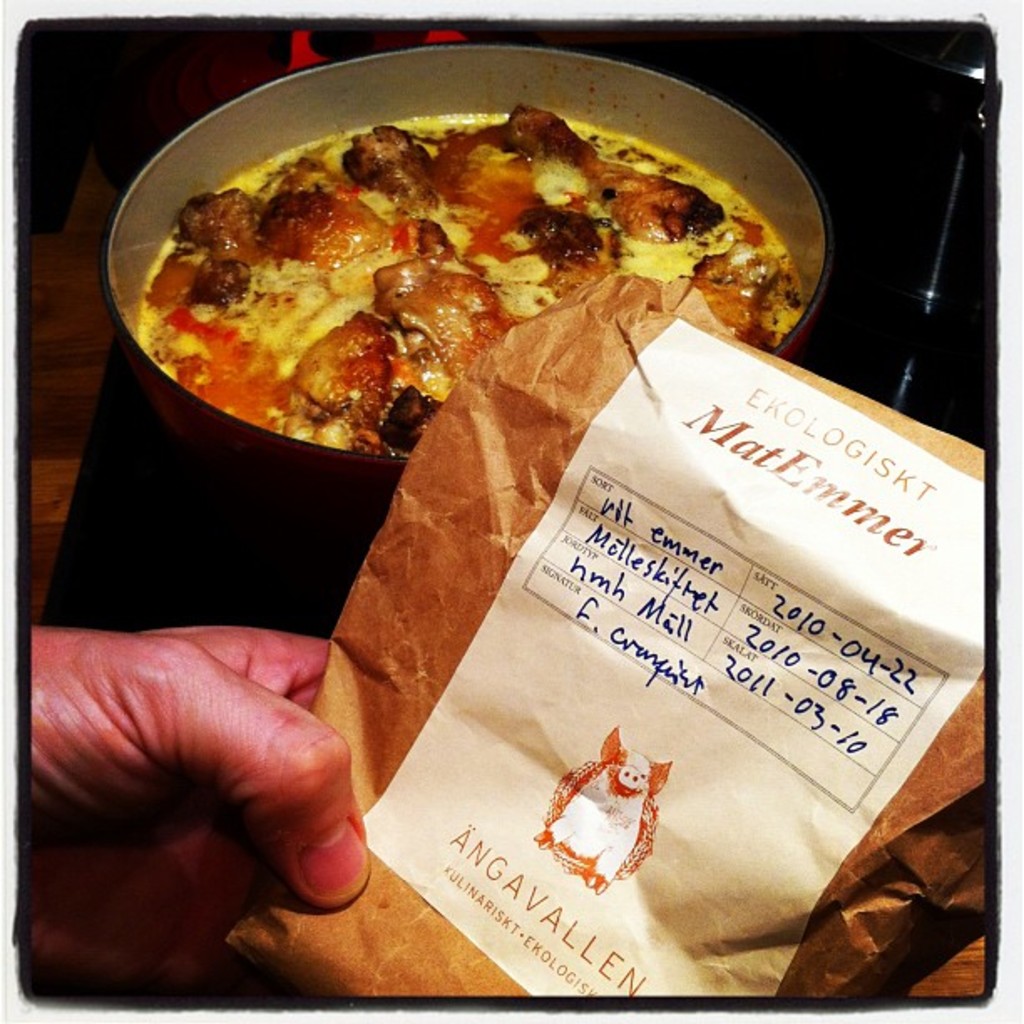 EKOLOGISKT
MatEmmer
SORT vit emmer SÅTT 2010-04-22
FÄLT Mölleskiftet SKÖRDAT 2010-08-18
JORDTYP nmh Mäll SKALAT 2011-03-10
SIGNATUR F. Cronqvist
ÄNGAVALLEN
KULINARISKT • EKOLOGISK